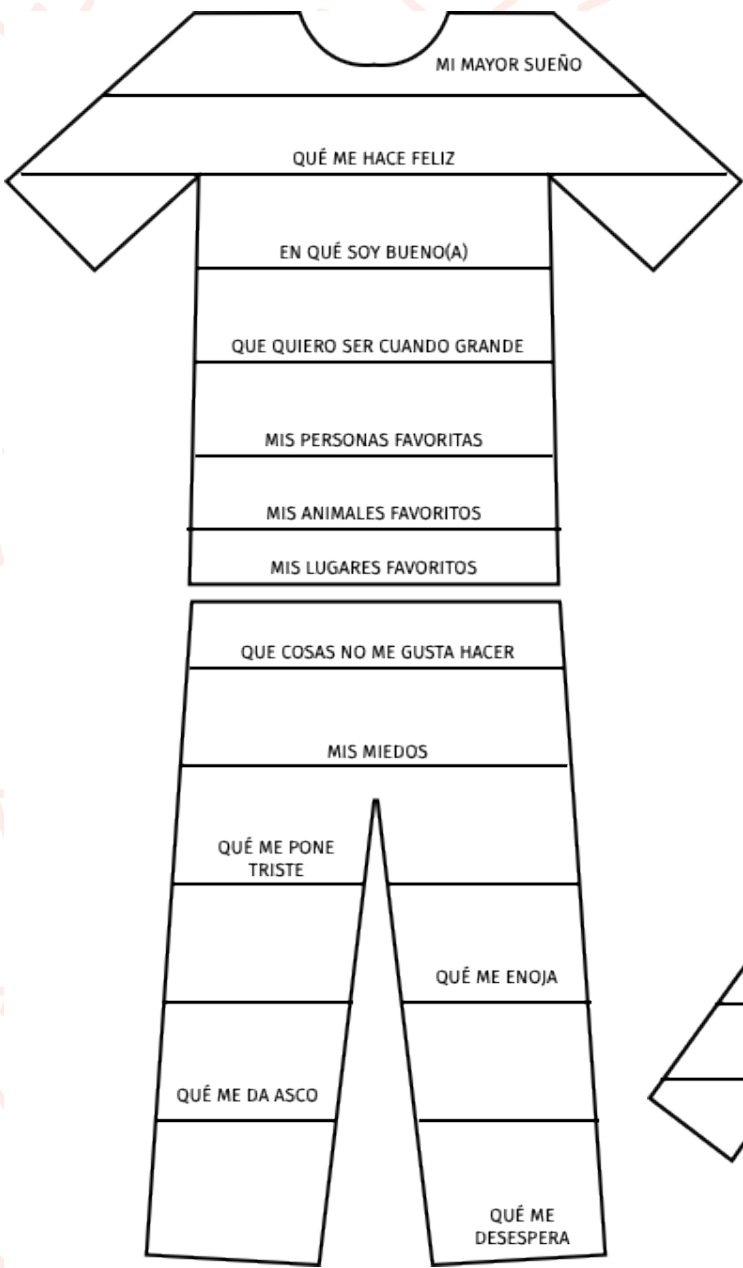 MI MAYOR SUEÑO
QUÉ ME HACE FELIZ
EN QUÉ SOY BUENO(A)
QUE QUIERO SER CUANDO GRANDE
MIS PERSONAS FAVORITAS
MIS ANIMALES FAVORITOS
MIS LUGARES FAVORITOS
QUE COSAS NO ME GUSTA HACER
MIS MIEDOS
QUÉ ME PONE
TRISTE
QUÉ ME ENOJA
QUÉ ME DA ASCO
QUÉ ME
DESESPERA